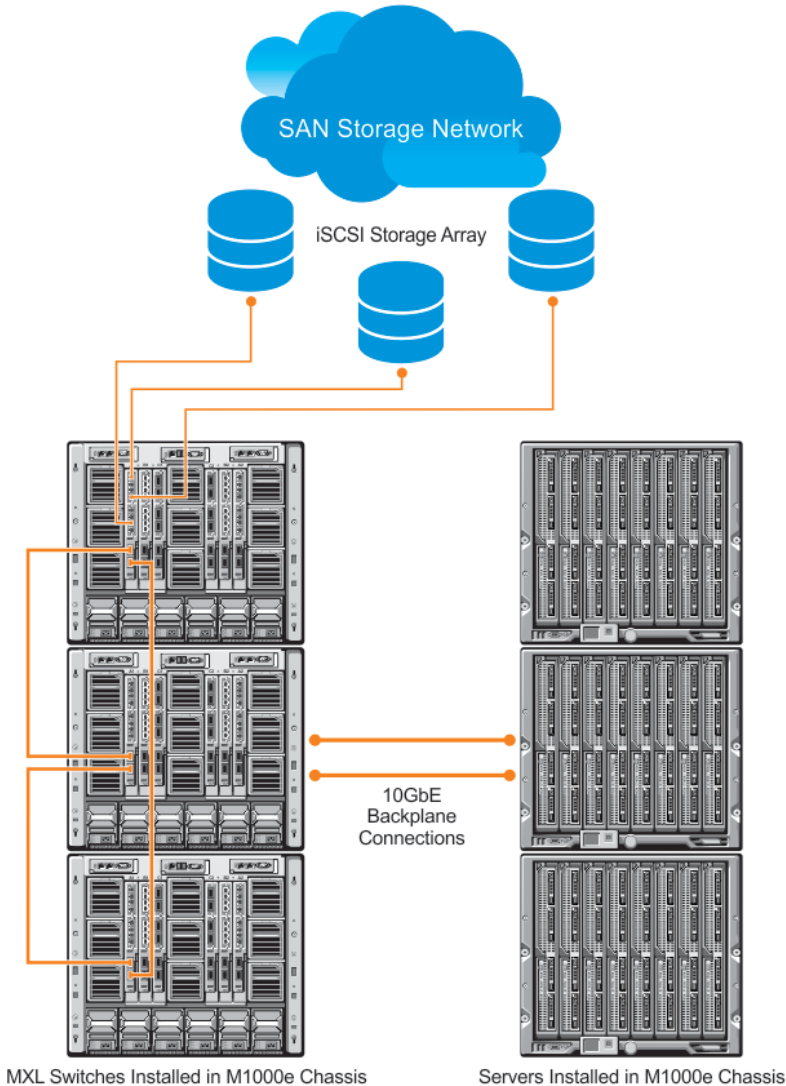 SAN Storage Network
iSCSI Storage Array
10GbE
Backplane
Connections
MXL Switches Installed in M1000e Chassis
Servers Installed in M1000e Chassis